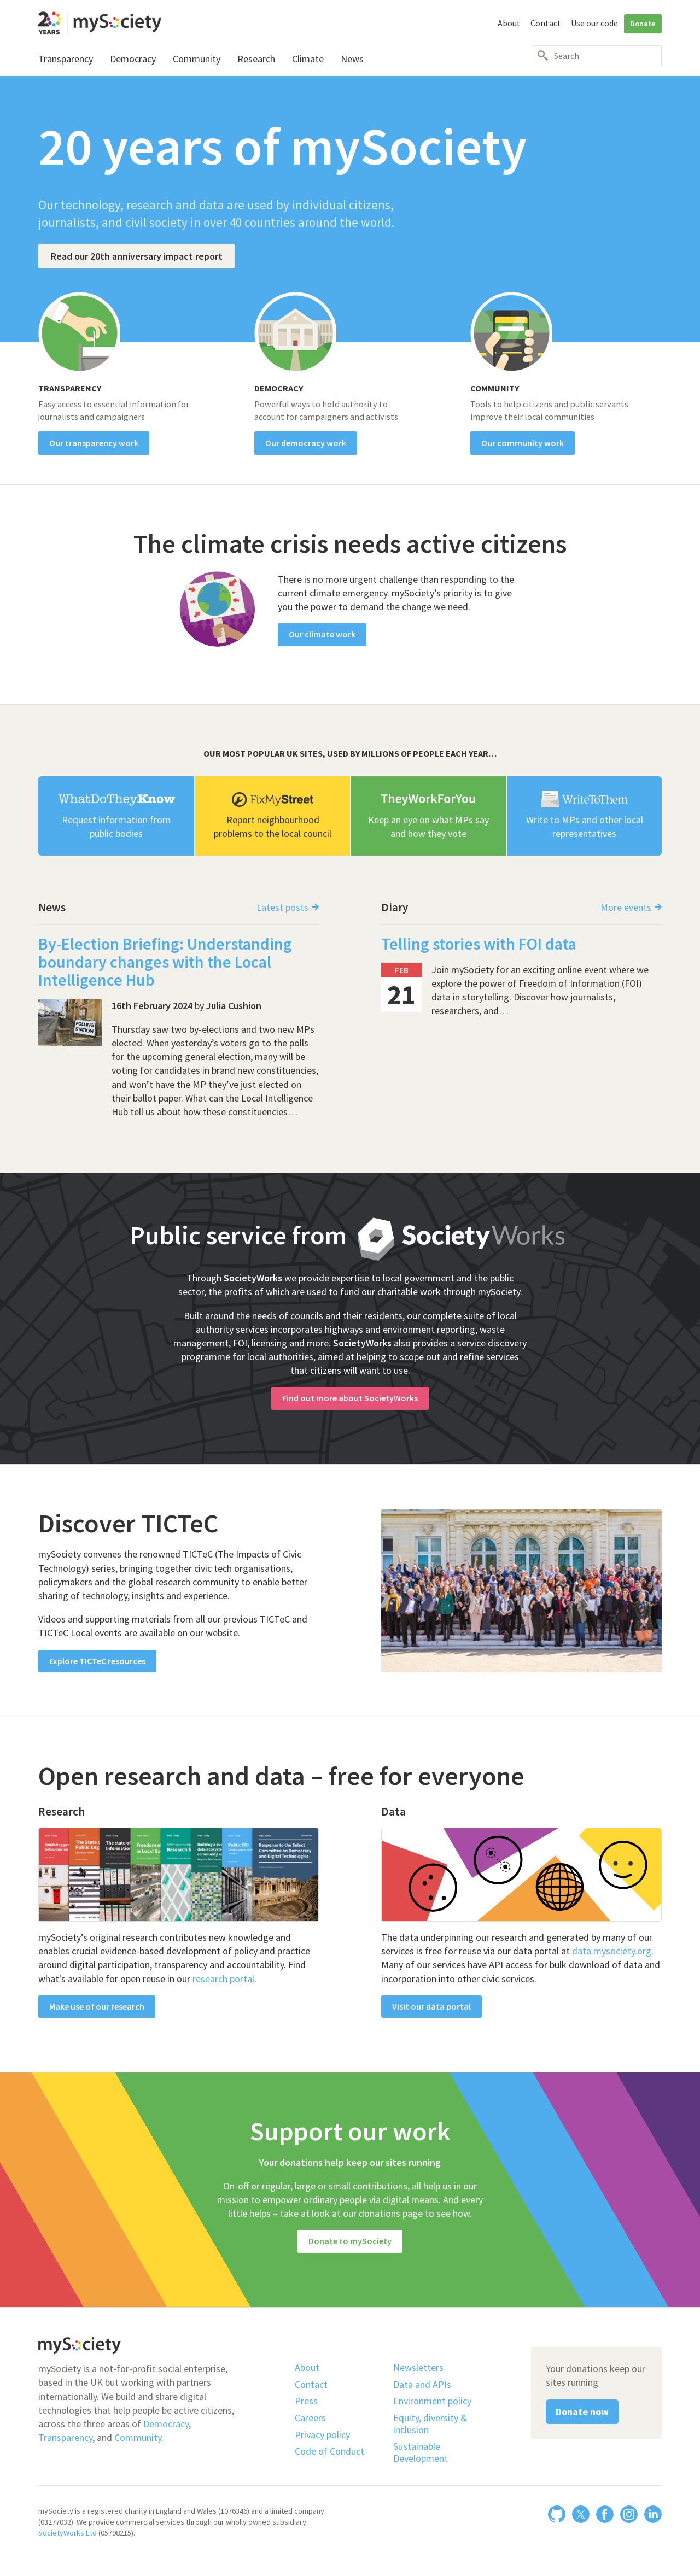 20 YEARS mySociety
About Contact Use our code Donate
Transparency Democracy Community Research Climate News
Search
20 years of mySociety
Our technology, research and data are used by individual citizens,
journalists, and civil society in over 40 countries around the world.
Read our 20th anniversary impact report
TRANSPARENCY
Easy access to essential information for
journalists and campaigners
Our transparency work
DEMOCRACY
Powerful ways to hold authority to
account for campaigners and activists
Our democracy work
COMMUNITY
Tools to help citizens and public servants
improve their local communities
Our community work
The climate crisis needs active citizens
There is no more urgent challenge than responding to the
current climate emergency. mySociety’s priority is to give
you the power to demand the change we need.
Our climate work
OUR MOST POPULAR UK SITES, USED BY MILLIONS OF PEOPLE EACH YEAR…
WhatDoTheyKnow
Request information from
public bodies
FixMyStreet
Report neighbourhood
problems to the local council
TheyWorkForYou
Keep an eye on what MPs say
and how they vote
WriteToThem
Write to MPs and other local
representatives
News
Latest posts →
By-Election Briefing: Understanding
boundary changes with the Local
Intelligence Hub
POLLING
STATION
16th February 2024 by Julia Cushion
Thursday saw two by-elections and two new MPs
elected. When yesterday’s voters go to the polls
for the upcoming general election, many will be
voting for candidates in brand new constituencies,
and won’t have the MP they’ve just elected on
their ballot paper. What can the Local Intelligence
Hub tell us about how these constituencies…
Diary
More events →
Telling stories with FOI data
FEB
21
Join mySociety for an exciting online event where we
explore the power of Freedom of Information (FOI)
data in storytelling. Discover how journalists,
researchers, and…
Public service from SocietyWorks
Through SocietyWorks we provide expertise to local government and the public
sector, the profits of which are used to fund our charitable work through mySociety.
Built around the needs of councils and their residents, our complete suite of local
authority services incorporates highways and environment reporting, waste
management, FOI, licensing and more. SocietyWorks also provides a service discovery
programme for local authorities, aimed at helping to scope out and refine services
that citizens will want to use.
Find out more about SocietyWorks
Discover TICTeC
mySociety convenes the renowned TICTeC (The Impacts of Civic
Technology) series, bringing together civic tech organisations,
policymakers and the global research community to enable better
sharing of technology, insights and experience.
Videos and supporting materials from all our previous TICTeC and
TICTeC Local events are available on our website.
Explore TICTeC resources
Open research and data – free for everyone
Research
Response to the Select
Committee on Democracy
and Digital Technologies
mySociety’s original research contributes new knowledge and
enables crucial evidence-based development of policy and practice
around digital participation, transparency and accountability. Find
what's available for open reuse in our research portal.
Make use of our research
Data
The data underpinning our research and generated by many of our
services is free for reuse via our data portal at data.mysociety.org.
Many of our services have API access for bulk download of data and
incorporation into other civic services.
Visit our data portal
Support our work
Your donations help keep our sites running
On-off or regular, large or small contributions, all help us in our
mission to empower ordinary people via digital means. And every
little helps – take at look at our donations page to see how.
Donate to mySociety
mySociety
mySociety is a not-for-profit social enterprise,
based in the UK but working with partners
internationally. We build and share digital
technologies that help people be active citizens,
across the three areas of Democracy,
Transparency, and Community.
About
Contact
Press
Careers
Privacy policy
Code of Conduct
Newsletters
Data and APIs
Environment policy
Equity, diversity &
inclusion
Sustainable
Development
Your donations keep our
sites running
Donate now
mySociety is a registered charity in England and Wales (1076346) and a limited company
(03277032). We provide commercial services through our wholly owned subsidiary
SocietyWorks Ltd (05798215).